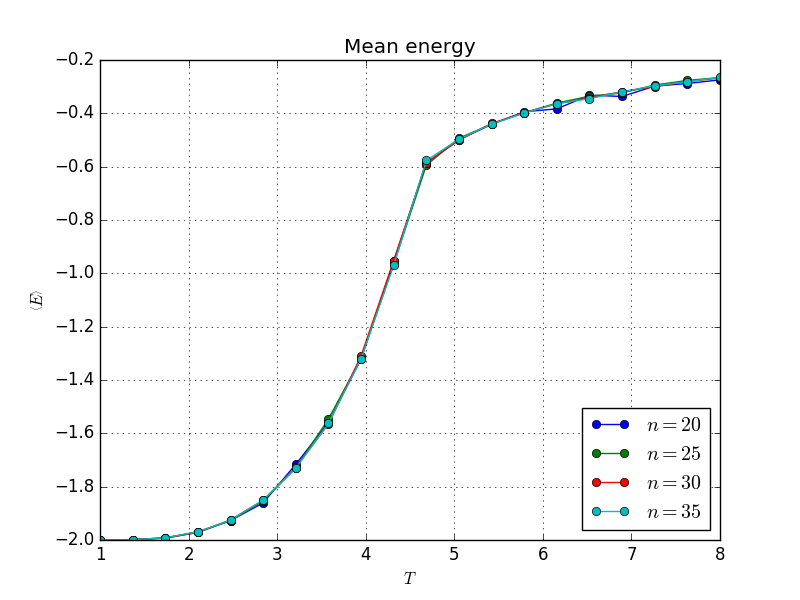 Mean energy
−0.2
−0.4
−0.6
−0.8
−1.0
−1.2
−1.4
−1.6
−1.8
−2.0
⟨E⟩
n = 20
n = 25
n = 30
n = 35
1 2 3 4 5 6 7 8
T